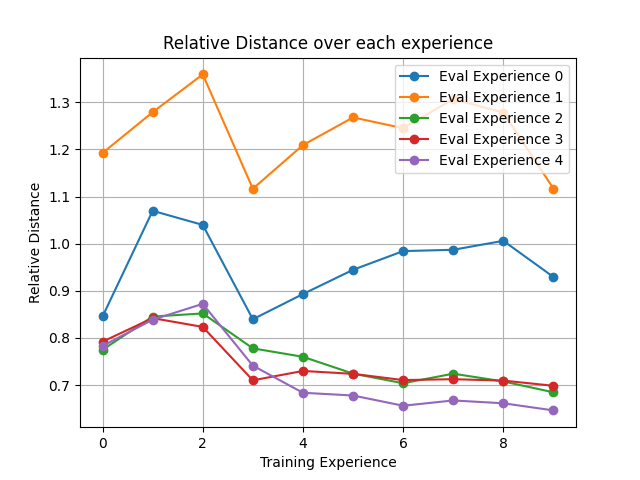 Relative Distance over each experience
Eval Experience 0
Eval Experience 1
Eval Experience 2
Eval Experience 3
Eval Experience 4
Relative Distance
1.3
1.2
1.1
1.0
0.9
0.8
0.7
0 2 4 6 8
Training Experience